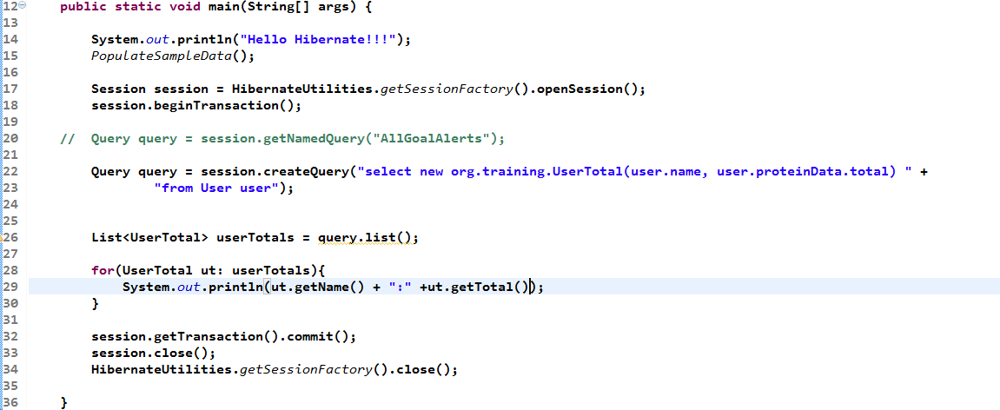 12 public static void main(String[] args) {
13
14 System.out.println("Hello Hibernate!!!");
15 PopulateSampleData();
16
17 Session session = HibernateUtilities.getSessionFactory().openSession();
18 session.beginTransaction();
19
20 // Query query = session.getNamedQuery("AllGoalAlerts");
21
22 Query query = session.createQuery("select new org.training.UserTotal(user.name, user.proteinData.total) " +
23 "from User user");
24
25
26 List<UserTotal> userTotals = query.list();
27
28 for(UserTotal ut: userTotals){
29 System.out.println(ut.getName() + ":" +ut.getTotal());
30 }
31
32 session.getTransaction().commit();
33 session.close();
34 HibernateUtilities.getSessionFactory().close();
35
36 }